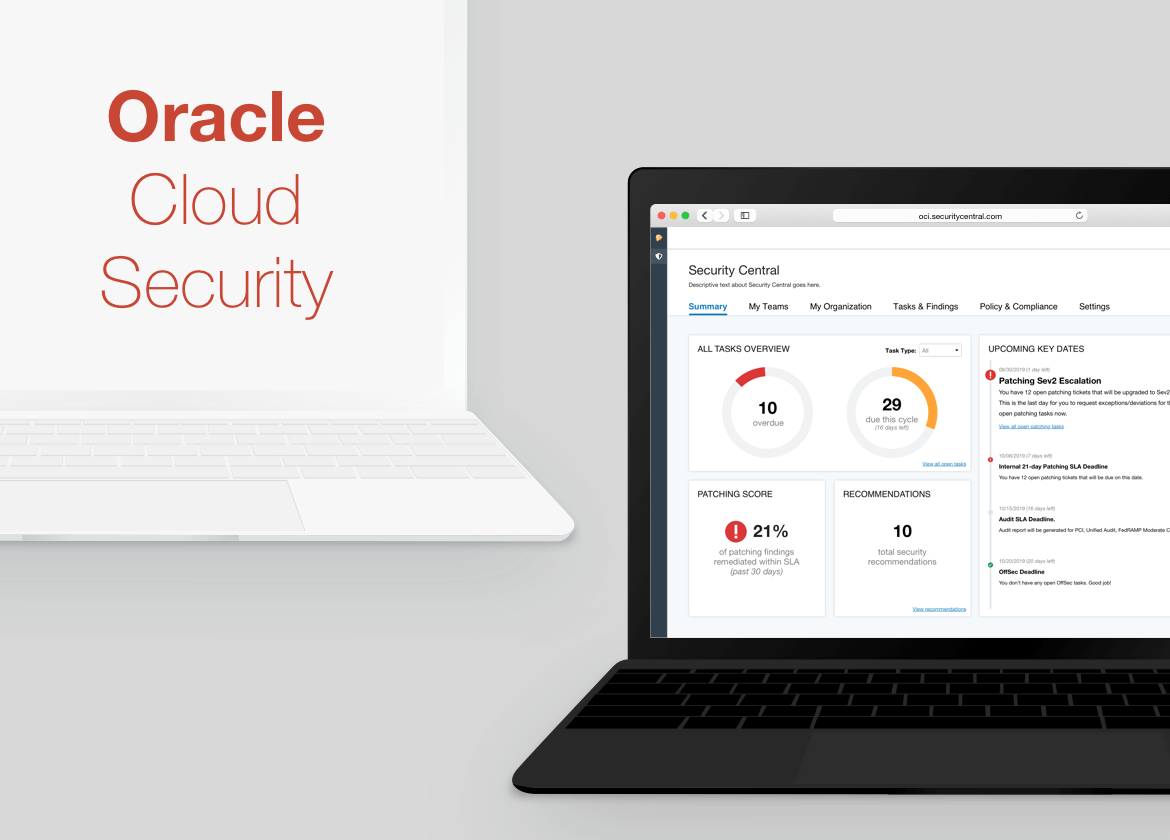 Oracle
Cloud
Security
oci.securitycentral.com
Security Central
Descriptive text about Security Central goes here.
Summary My Teams My Organization Tasks & Findings Policy & Compliance Settings
ALL TASKS OVERVIEW
Task Type: All
10
overdue
29
due this cycle
(16 days left)
View all open tasks
PATCHING SCORE
21%
of patching findings
remediated within SLA
(past 30 days)
RECOMMENDATIONS
10
total security
recommendations
View recommendations
UPCOMING KEY DATES
09/30/2019 (1 day left)
Patching Sev2 Escalation
You have 12 open patching tickets that will be upgraded to Sev2
This is the last day for you to request exceptions/deviations for
open patching tasks now.
View all open patching tasks
10/06/2019 (7 days left)
Internal 21-day Patching SLA Deadline
You have 12 open patching tickets that will be due on this date.
10/15/2019 (16 days left)
Audit SLA Deadline.
Audit report will be generated for PCI, Unified Audit, FedRAMP Moderate
10/20/2019 (20 days left)
OffSec Deadline
You don't have any open OffSec tasks. Good job!